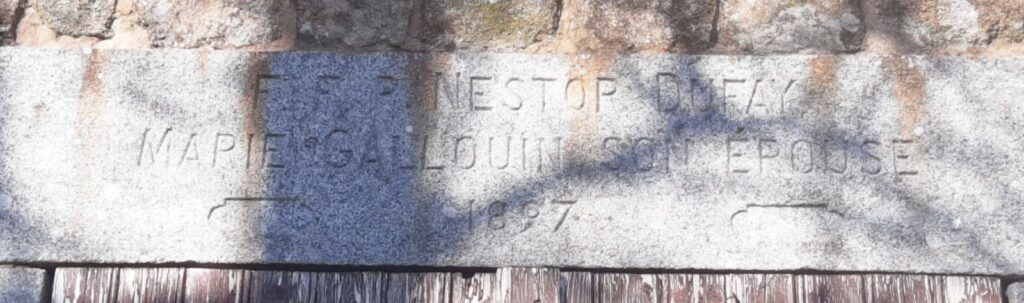 F.F.P. NESTOR DUFAY
MARIE GALLOUIN SON ÉPOUSE
1897